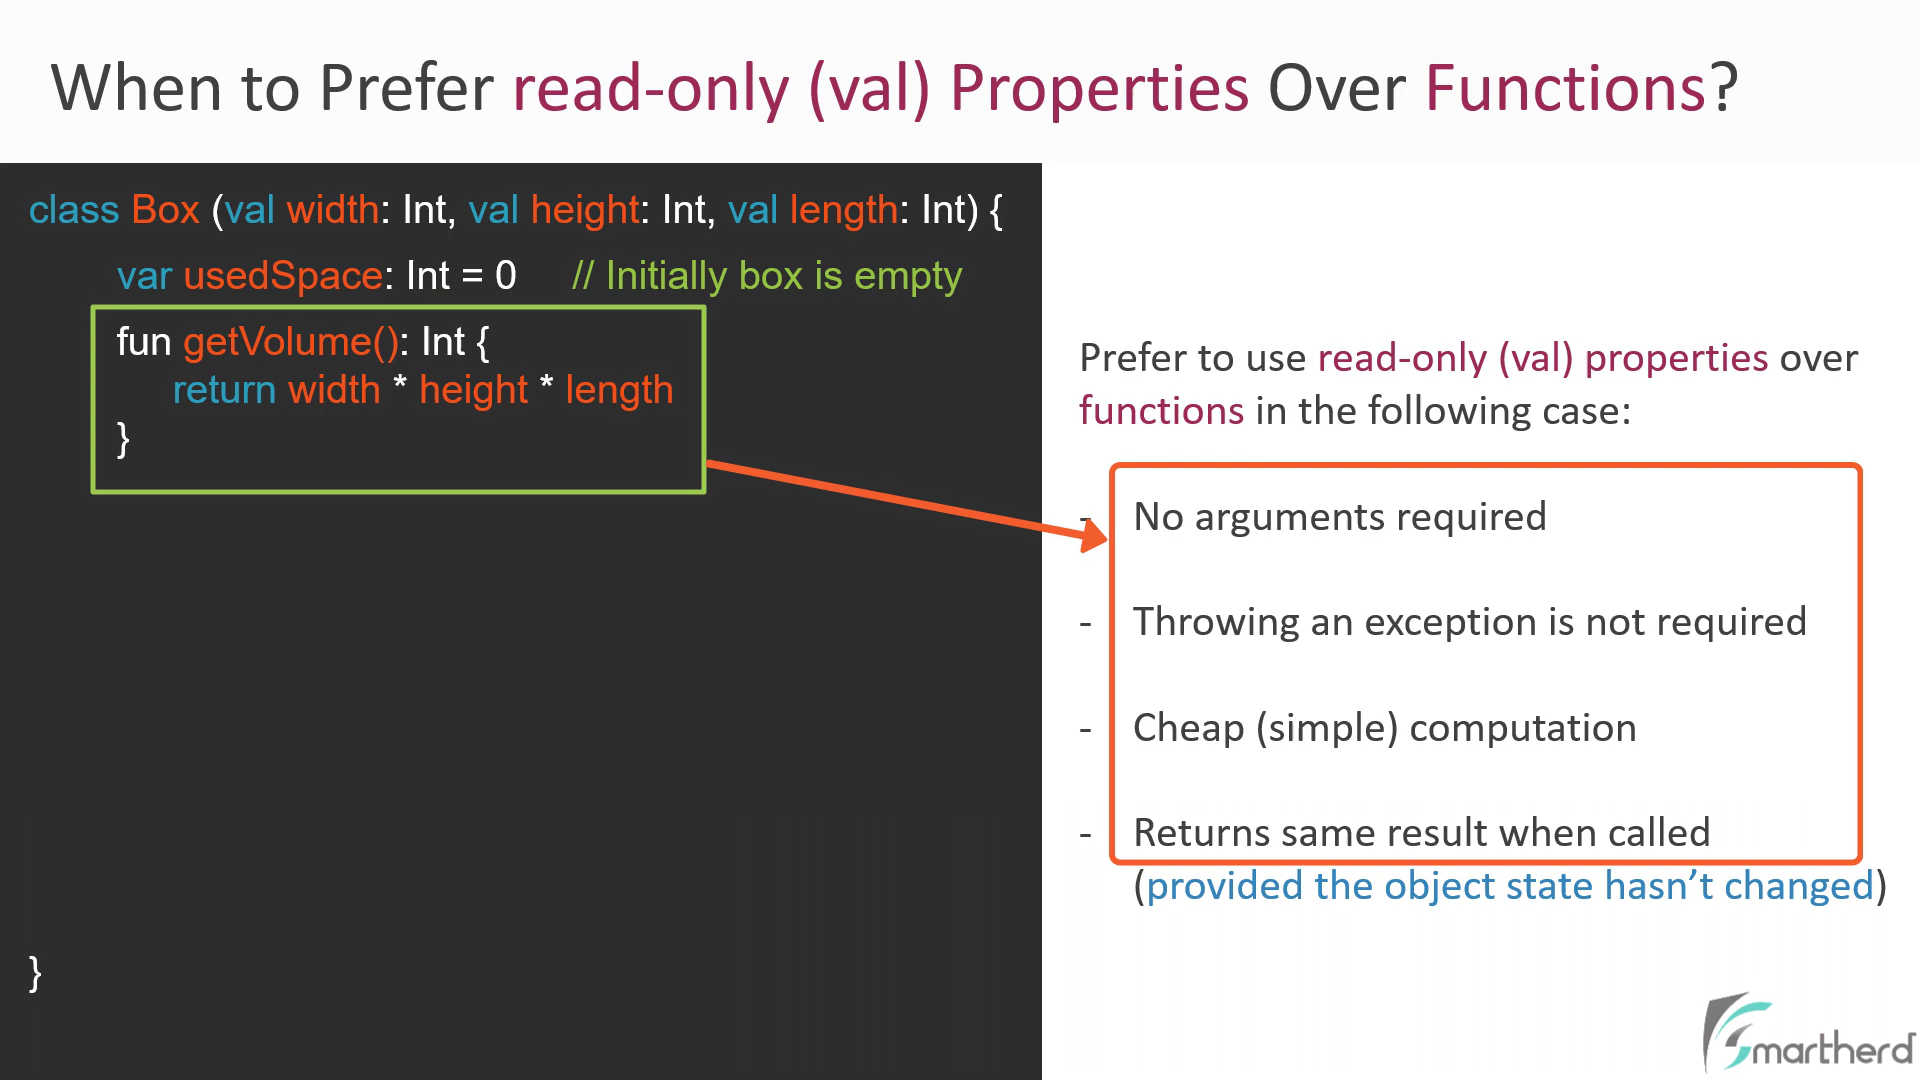 When to Prefer read-only (val) Properties Over Functions?
class Box (val width: Int, val height: Int, val length: Int) {
var usedSpace: Int = 0 // Initially box is empty
fun getVolume(): Int {
return width * height * length
}
}
Prefer to use read-only (val) properties over
functions in the following case:
- No arguments required
- Throwing an exception is not required
- Cheap (simple) computation
- Returns same result when called
(provided the object state hasn’t changed)
Smartherd